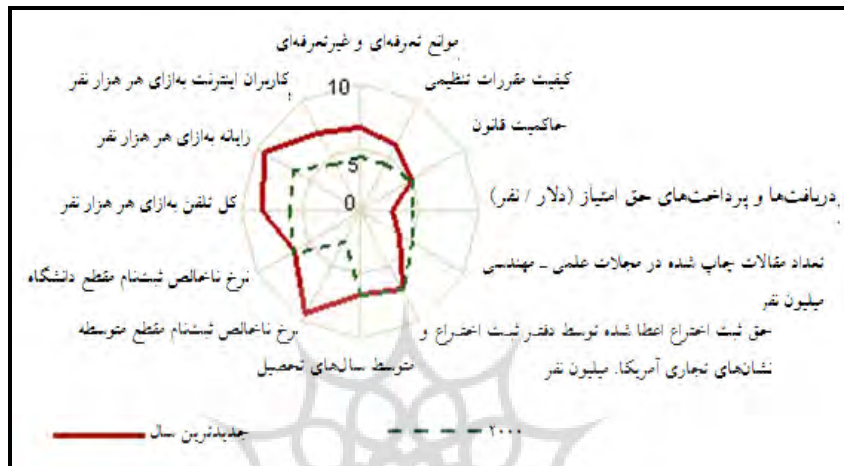 موانع تعرفه‌ای و غیرتعرفه‌ای
کیفیت مقررات تنظیمی
حاکمیت قانون
دریافت‌ها و پرداخت‌های حق امتیاز (دلار / نفر)
تعداد مقالات چاپ شده در مجلات علمی ـ مهندسی
میلیون نفر
حق ثبت اختراع اعطا شده توسط دفتر ثبت اختراع و
نشان‌های تجاری آمریکا. میلیون نفر
متوسط سال‌های تحصیل
نرخ ناخالص ثبت‌نام مقطع متوسطه
نرخ ناخالص ثبت‌نام مقطع دانشگاه
کل تلفن به‌ازای هر هزار نفر
رایانه به‌ازای هر هزار نفر
کاربران اینترنت به‌ازای هر هزار نفر
10
5
0
۲۰۰۰
جدیدترین سال